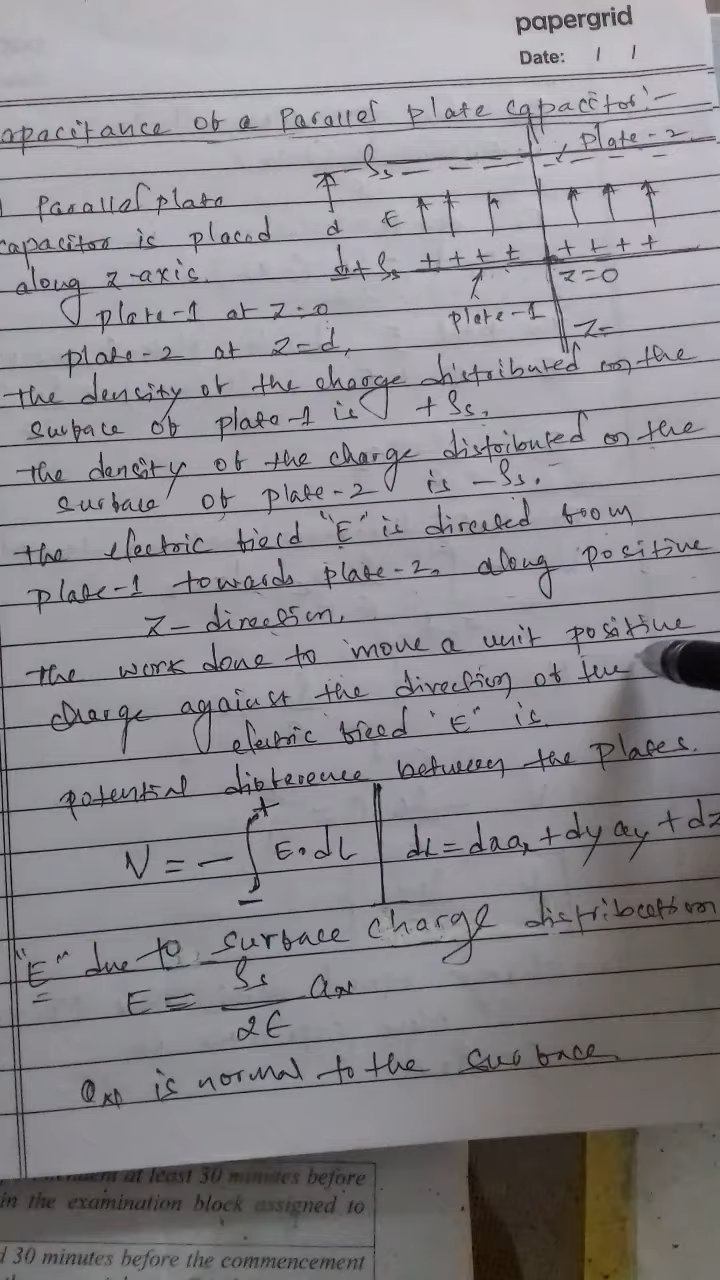 papergrid
Date: / /
apacitance of a Parallel plate capacitor:-
plate-2
- ρs - - - -
Parallel plate
d E
capacitor is placed
+ρs + + + + + + + +
along z-axis.
z=0
plate-1 at z=0
plate-1
z=
plate-2 at z=d.
the density of the charge distributed on the
surface of plate-1 is +ρs.
the density of the charge distributed on the
surface of plate-2 is -ρs.
the electric field "E" is directed from
plate-1 towards plate-2, along positive
z-direction.
the work done to move a unit positive
charge against the direction of the
electric field "E" is
potential difference between the plates.
V = - ∫ E.dL
+
-
dL = dxax + dy ay + dz
"E" due to surface charge distribution
E = ρs/2ϵ aN
aN is normal to the surface.
at least 30 minutes before
in the examination block assigned to
30 minutes before the commencement